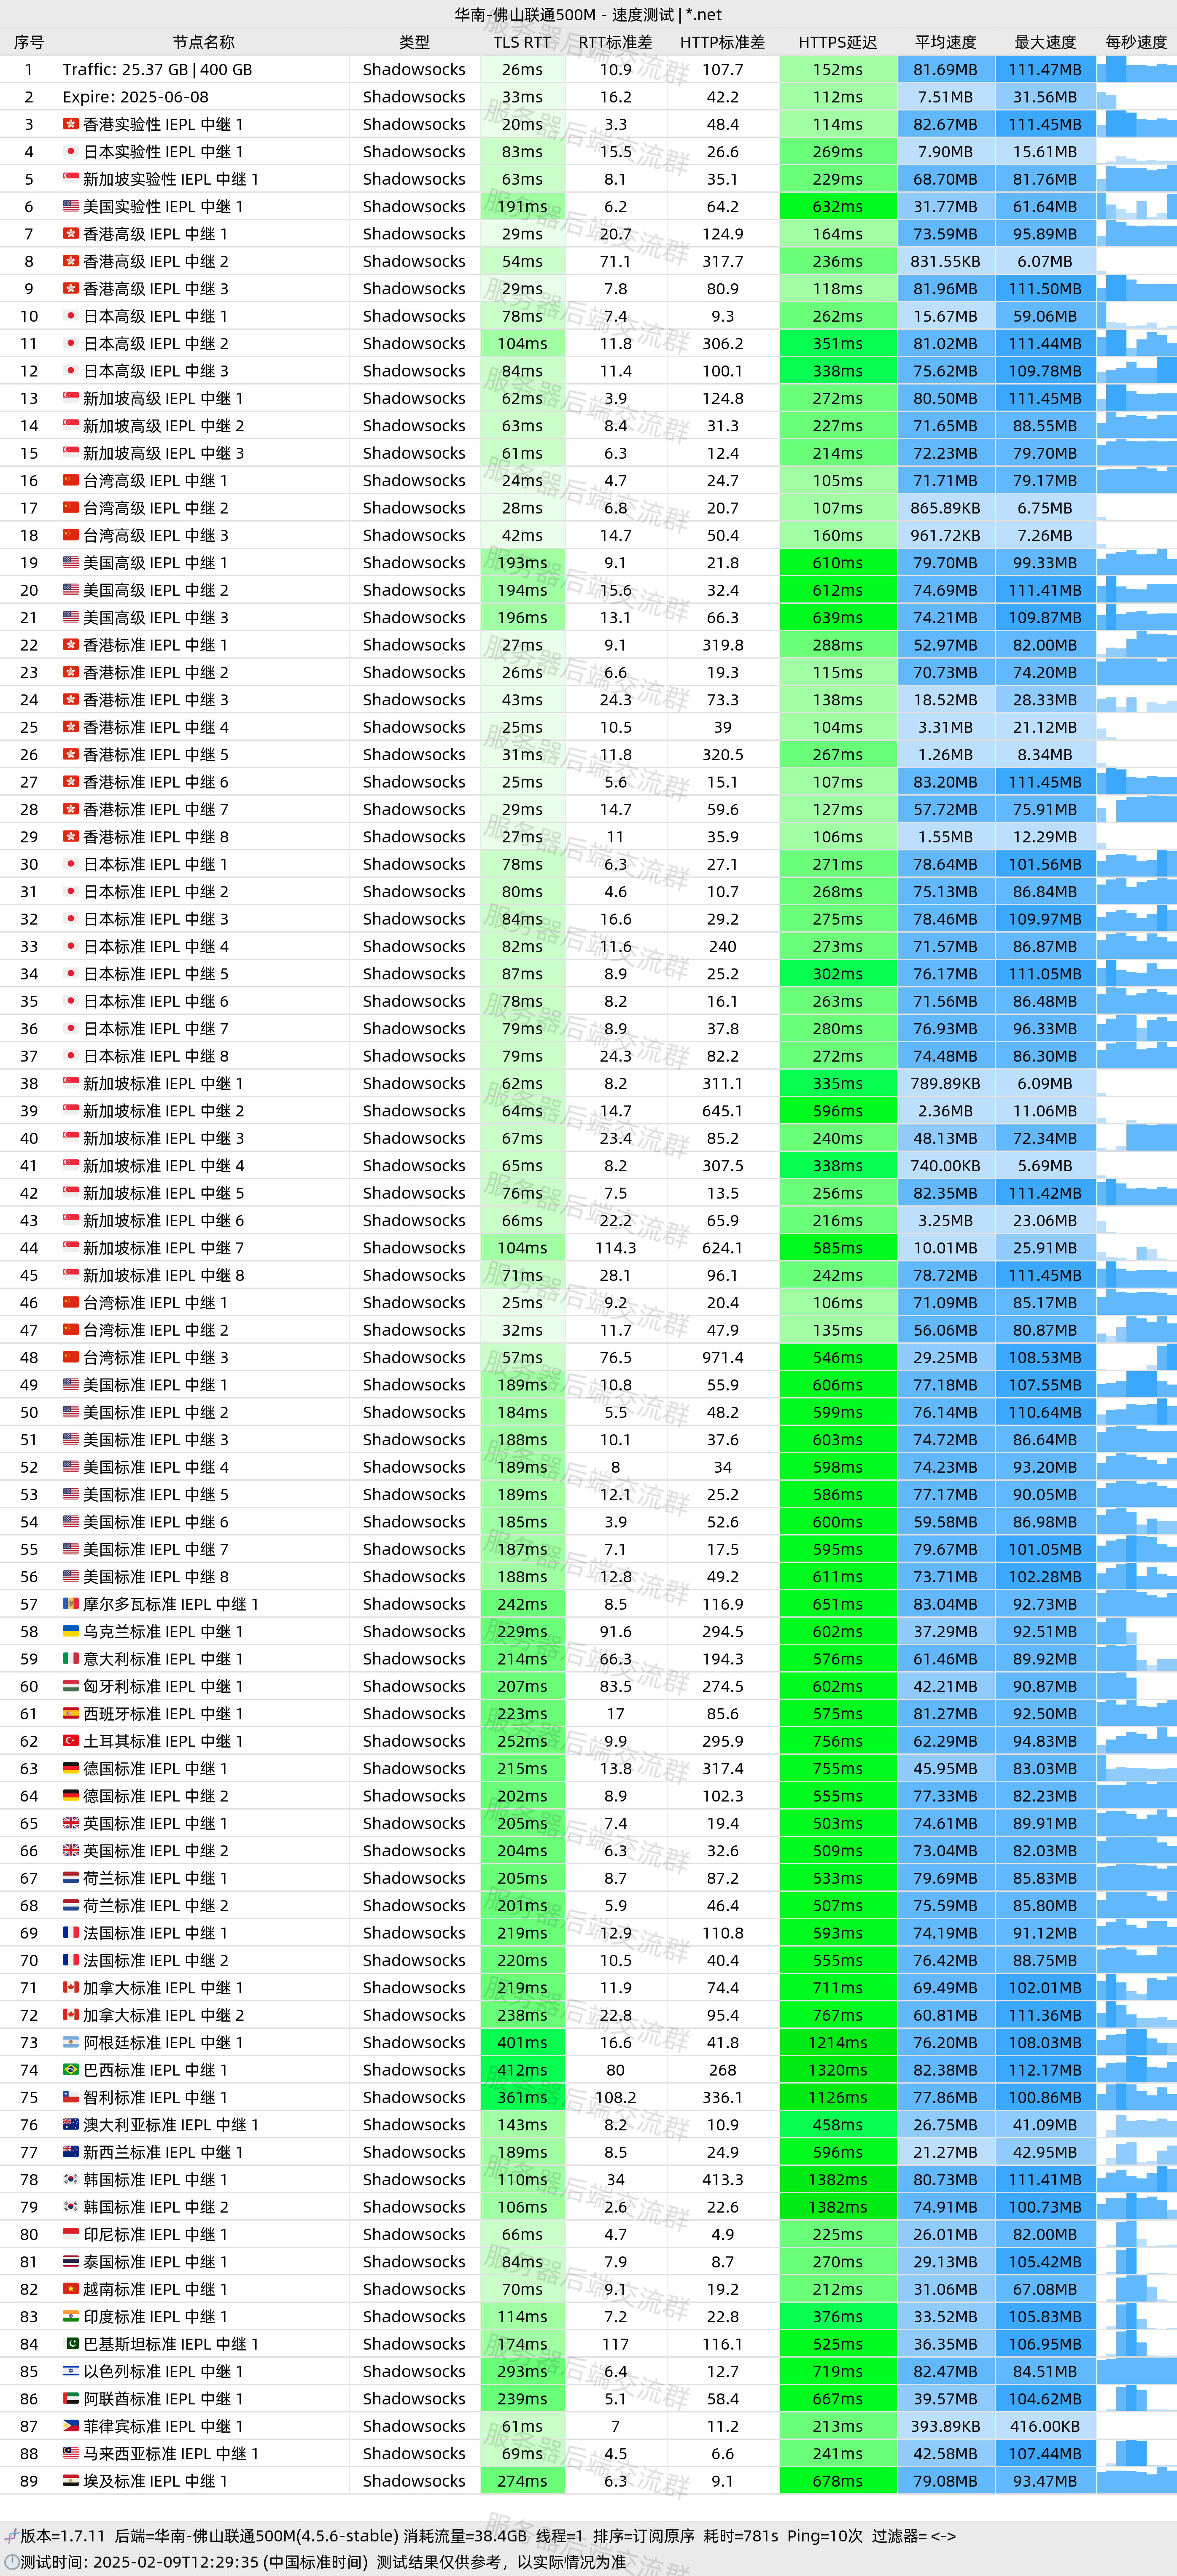 华南-佛山联通500M - 速度测试 | *.net
序号 节点名称 类型 TLS RTT RTT标准差 HTTP标准差 HTTPS延迟 平均速度 最大速度 每秒速度
1 Traffic: 25.37 GB | 400 GB Shadowsocks 26ms 10.9 107.7 152ms 81.69MB 111.47MB
2 Expire: 2025-06-08 Shadowsocks 33ms 16.2 42.2 112ms 7.51MB 31.56MB
3 香港实验性 IEPL 中继 1 Shadowsocks 20ms 3.3 48.4 114ms 82.67MB 111.45MB
4 日本实验性 IEPL 中继 1 Shadowsocks 83ms 15.5 26.6 269ms 7.90MB 15.61MB
5 新加坡实验性 IEPL 中继 1 Shadowsocks 63ms 8.1 35.1 229ms 68.70MB 81.76MB
6 美国实验性 IEPL 中继 1 Shadowsocks 191ms 6.2 64.2 632ms 31.77MB 61.64MB
7 香港高级 IEPL 中继 1 Shadowsocks 29ms 20.7 124.9 164ms 73.59MB 95.89MB
8 香港高级 IEPL 中继 2 Shadowsocks 54ms 71.1 317.7 236ms 831.55KB 6.07MB
9 香港高级 IEPL 中继 3 Shadowsocks 29ms 7.8 80.9 118ms 81.96MB 111.50MB
10 日本高级 IEPL 中继 1 Shadowsocks 78ms 7.4 9.3 262ms 15.67MB 59.06MB
11 日本高级 IEPL 中继 2 Shadowsocks 104ms 11.8 306.2 351ms 81.02MB 111.44MB
12 日本高级 IEPL 中继 3 Shadowsocks 84ms 11.4 100.1 338ms 75.62MB 109.78MB
13 新加坡高级 IEPL 中继 1 Shadowsocks 62ms 3.9 124.8 272ms 80.50MB 111.45MB
14 新加坡高级 IEPL 中继 2 Shadowsocks 63ms 8.4 31.3 227ms 71.65MB 88.55MB
15 新加坡高级 IEPL 中继 3 Shadowsocks 61ms 6.3 12.4 214ms 72.23MB 79.70MB
16 台湾高级 IEPL 中继 1 Shadowsocks 24ms 4.7 24.7 105ms 71.71MB 79.17MB
17 台湾高级 IEPL 中继 2 Shadowsocks 28ms 6.8 20.7 107ms 865.89KB 6.75MB
18 台湾高级 IEPL 中继 3 Shadowsocks 42ms 14.7 50.4 160ms 961.72KB 7.26MB
19 美国高级 IEPL 中继 1 Shadowsocks 193ms 9.1 21.8 610ms 79.70MB 99.33MB
20 美国高级 IEPL 中继 2 Shadowsocks 194ms 15.6 32.4 612ms 74.69MB 111.41MB
21 美国高级 IEPL 中继 3 Shadowsocks 196ms 13.1 66.3 639ms 74.21MB 109.87MB
22 香港标准 IEPL 中继 1 Shadowsocks 27ms 9.1 319.8 288ms 52.97MB 82.00MB
23 香港标准 IEPL 中继 2 Shadowsocks 26ms 6.6 19.3 115ms 70.73MB 74.20MB
24 香港标准 IEPL 中继 3 Shadowsocks 43ms 24.3 73.3 138ms 18.52MB 28.33MB
25 香港标准 IEPL 中继 4 Shadowsocks 25ms 10.5 39 104ms 3.31MB 21.12MB
26 香港标准 IEPL 中继 5 Shadowsocks 31ms 11.8 320.5 267ms 1.26MB 8.34MB
27 香港标准 IEPL 中继 6 Shadowsocks 25ms 5.6 15.1 107ms 83.20MB 111.45MB
28 香港标准 IEPL 中继 7 Shadowsocks 29ms 14.7 59.6 127ms 57.72MB 75.91MB
29 香港标准 IEPL 中继 8 Shadowsocks 27ms 11 35.9 106ms 1.55MB 12.29MB
30 日本标准 IEPL 中继 1 Shadowsocks 78ms 6.3 27.1 271ms 78.64MB 101.56MB
31 日本标准 IEPL 中继 2 Shadowsocks 80ms 4.6 10.7 268ms 75.13MB 86.84MB
32 日本标准 IEPL 中继 3 Shadowsocks 84ms 16.6 29.2 275ms 78.46MB 109.97MB
33 日本标准 IEPL 中继 4 Shadowsocks 82ms 11.6 240 273ms 71.57MB 86.87MB
34 日本标准 IEPL 中继 5 Shadowsocks 87ms 8.9 25.2 302ms 76.17MB 111.05MB
35 日本标准 IEPL 中继 6 Shadowsocks 78ms 8.2 16.1 263ms 71.56MB 86.48MB
36 日本标准 IEPL 中继 7 Shadowsocks 79ms 8.9 37.8 280ms 76.93MB 96.33MB
37 日本标准 IEPL 中继 8 Shadowsocks 79ms 24.3 82.2 272ms 74.48MB 86.30MB
38 新加坡标准 IEPL 中继 1 Shadowsocks 62ms 8.2 311.1 335ms 789.89KB 6.09MB
39 新加坡标准 IEPL 中继 2 Shadowsocks 64ms 14.7 645.1 596ms 2.36MB 11.06MB
40 新加坡标准 IEPL 中继 3 Shadowsocks 67ms 23.4 85.2 240ms 48.13MB 72.34MB
41 新加坡标准 IEPL 中继 4 Shadowsocks 65ms 8.2 307.5 338ms 740.00KB 5.69MB
42 新加坡标准 IEPL 中继 5 Shadowsocks 76ms 7.5 13.5 256ms 82.35MB 111.42MB
43 新加坡标准 IEPL 中继 6 Shadowsocks 66ms 22.2 65.9 216ms 3.25MB 23.06MB
44 新加坡标准 IEPL 中继 7 Shadowsocks 104ms 114.3 624.1 585ms 10.01MB 25.91MB
45 新加坡标准 IEPL 中继 8 Shadowsocks 71ms 28.1 96.1 242ms 78.72MB 111.45MB
46 台湾标准 IEPL 中继 1 Shadowsocks 25ms 9.2 20.4 106ms 71.09MB 85.17MB
47 台湾标准 IEPL 中继 2 Shadowsocks 32ms 11.7 47.9 135ms 56.06MB 80.87MB
48 台湾标准 IEPL 中继 3 Shadowsocks 57ms 76.5 971.4 546ms 29.25MB 108.53MB
49 美国标准 IEPL 中继 1 Shadowsocks 189ms 10.8 55.9 606ms 77.18MB 107.55MB
50 美国标准 IEPL 中继 2 Shadowsocks 184ms 5.5 48.2 599ms 76.14MB 110.64MB
51 美国标准 IEPL 中继 3 Shadowsocks 188ms 10.1 37.6 603ms 74.72MB 86.64MB
52 美国标准 IEPL 中继 4 Shadowsocks 189ms 8 34 598ms 74.23MB 93.20MB
53 美国标准 IEPL 中继 5 Shadowsocks 189ms 12.1 25.2 586ms 77.17MB 90.05MB
54 美国标准 IEPL 中继 6 Shadowsocks 185ms 3.9 52.6 600ms 59.58MB 86.98MB
55 美国标准 IEPL 中继 7 Shadowsocks 187ms 7.1 17.5 595ms 79.67MB 101.05MB
56 美国标准 IEPL 中继 8 Shadowsocks 188ms 12.8 49.2 611ms 73.71MB 102.28MB
57 摩尔多瓦标准 IEPL 中继 1 Shadowsocks 242ms 8.5 116.9 651ms 83.04MB 92.73MB
58 乌克兰标准 IEPL 中继 1 Shadowsocks 229ms 91.6 294.5 602ms 37.29MB 92.51MB
59 意大利标准 IEPL 中继 1 Shadowsocks 214ms 66.3 194.3 576ms 61.46MB 89.92MB
60 匈牙利标准 IEPL 中继 1 Shadowsocks 207ms 83.5 274.5 602ms 42.21MB 90.87MB
61 西班牙标准 IEPL 中继 1 Shadowsocks 223ms 17 85.6 575ms 81.27MB 92.50MB
62 土耳其标准 IEPL 中继 1 Shadowsocks 252ms 9.9 295.9 756ms 62.29MB 94.83MB
63 德国标准 IEPL 中继 1 Shadowsocks 215ms 13.8 317.4 755ms 45.95MB 83.03MB
64 德国标准 IEPL 中继 2 Shadowsocks 202ms 8.9 102.3 555ms 77.33MB 82.23MB
65 英国标准 IEPL 中继 1 Shadowsocks 205ms 7.4 19.4 503ms 74.61MB 89.91MB
66 英国标准 IEPL 中继 2 Shadowsocks 204ms 6.3 32.6 509ms 73.04MB 82.03MB
67 荷兰标准 IEPL 中继 1 Shadowsocks 205ms 8.7 87.2 533ms 79.69MB 85.83MB
68 荷兰标准 IEPL 中继 2 Shadowsocks 201ms 5.9 46.4 507ms 75.59MB 85.80MB
69 法国标准 IEPL 中继 1 Shadowsocks 219ms 12.9 110.8 593ms 74.19MB 91.12MB
70 法国标准 IEPL 中继 2 Shadowsocks 220ms 10.5 40.4 555ms 76.42MB 88.75MB
71 加拿大标准 IEPL 中继 1 Shadowsocks 219ms 11.9 74.4 711ms 69.49MB 102.01MB
72 加拿大标准 IEPL 中继 2 Shadowsocks 238ms 22.8 95.4 767ms 60.81MB 111.36MB
73 阿根廷标准 IEPL 中继 1 Shadowsocks 401ms 16.6 41.8 1214ms 76.20MB 108.03MB
74 巴西标准 IEPL 中继 1 Shadowsocks 412ms 80 268 1320ms 82.38MB 112.17MB
75 智利标准 IEPL 中继 1 Shadowsocks 361ms 108.2 336.1 1126ms 77.86MB 100.86MB
76 澳大利亚标准 IEPL 中继 1 Shadowsocks 143ms 8.2 10.9 458ms 26.75MB 41.09MB
77 新西兰标准 IEPL 中继 1 Shadowsocks 189ms 8.5 24.9 596ms 21.27MB 42.95MB
78 韩国标准 IEPL 中继 1 Shadowsocks 110ms 34 413.3 1382ms 80.73MB 111.41MB
79 韩国标准 IEPL 中继 2 Shadowsocks 106ms 2.6 22.6 1382ms 74.91MB 100.73MB
80 印尼标准 IEPL 中继 1 Shadowsocks 66ms 4.7 4.9 225ms 26.01MB 82.00MB
81 泰国标准 IEPL 中继 1 Shadowsocks 84ms 7.9 8.7 270ms 29.13MB 105.42MB
82 越南标准 IEPL 中继 1 Shadowsocks 70ms 9.1 19.2 212ms 31.06MB 67.08MB
83 印度标准 IEPL 中继 1 Shadowsocks 114ms 7.2 22.8 376ms 33.52MB 105.83MB
84 巴基斯坦标准 IEPL 中继 1 Shadowsocks 174ms 117 116.1 525ms 36.35MB 106.95MB
85 以色列标准 IEPL 中继 1 Shadowsocks 293ms 6.4 12.7 719ms 82.47MB 84.51MB
86 阿联酋标准 IEPL 中继 1 Shadowsocks 239ms 5.1 58.4 667ms 39.57MB 104.62MB
87 菲律宾标准 IEPL 中继 1 Shadowsocks 61ms 7 11.2 213ms 393.89KB 416.00KB
88 马来西亚标准 IEPL 中继 1 Shadowsocks 69ms 4.5 6.6 241ms 42.58MB 107.44MB
89 埃及标准 IEPL 中继 1 Shadowsocks 274ms 6.3 9.1 678ms 79.08MB 93.47MB
版本=1.7.11 后端=华南-佛山联通500M(4.5.6-stable) 消耗流量=38.4GB 线程=1 排序=订阅原序 耗时=781s Ping=10次 过滤器= <->
测试时间: 2025-02-09T12:29:35 (中国标准时间) 测试结果仅供参考，以实际情况为准
服务器后端交流群